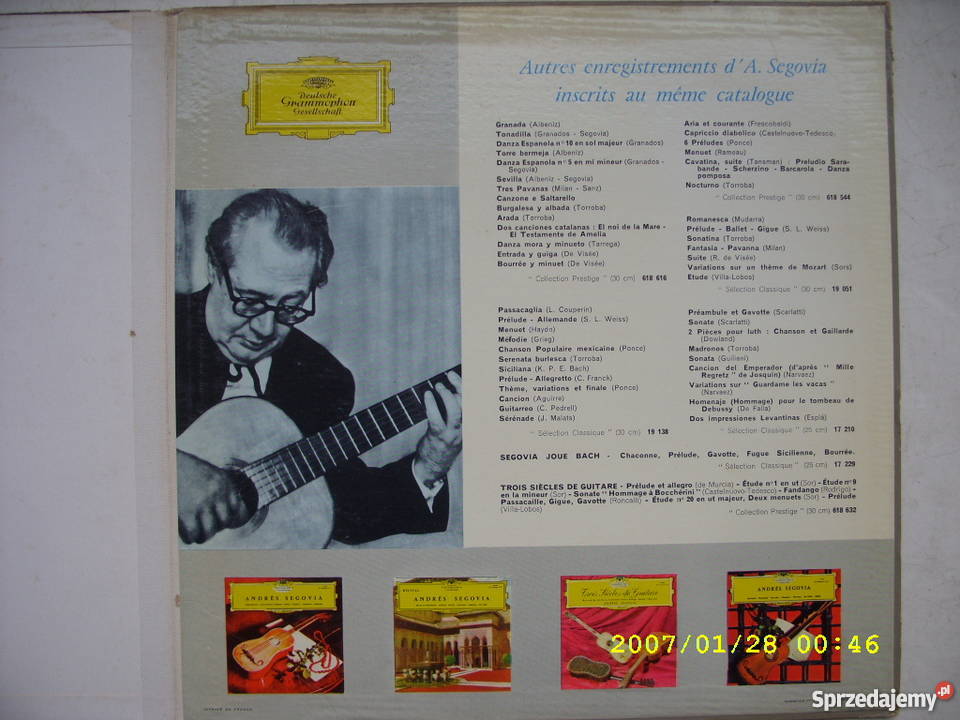 Deutsche
Grammophon
Gesellschaft
Autres enregistrements d'A. Segovia
inscrits au même catalogue
Granada (Albeniz)
Tonadilla (Granados - Segovia)
Danza Espanola n° 10 en sol majeur (Granados)
Torre bermeja (Albeniz)
Danza Espanola n° 5 en mi mineur (Granados -
Segovia)
Sevilla (Albeniz - Segovia)
Tres Pavanas (Milan - Sanz)
Canzone e Saltarello
Burgalesa y albada (Torroba)
Arada (Torroba)
Dos canciones catalanas : El noi de la Mare -
El Testamente de Amelia
Danza mora y minueto (Tarrega)
Entrada y guiga (De Visée)
Bourrée y minuet (De Visée)
" Collection Prestige " (30 cm) 618 616
Aria et courante (Frescobaldi)
Capriccio diabolico (Castelnuovo-Tedesco)
6 Préludes (Ponce)
Manuet (Rameau)
Cavatina, suite (Tansman) : Preludio Sara-
bande - Scherzino - Barcarola - Danza
pomposa
Nocturno (Torroba)
" Collection Prestige " (30 cm) 618 544
Romanesca (Mudarra)
Prélude - Ballet - Gigue (S. L. Weiss)
Sonatina (Torroba)
Fantasia - Pavanna (Milan)
Suite (R. de Visée)
Variations sur un thème de Mozart (Sors)
Etude (Villa-Lobos)
" Sélection Classique " (30 cm) 19 051
Passacaglia (L. Couperin)
Prélude - Allemande (S. L. Weiss)
Menuet (Haydn)
Mélodie (Grieg)
Chanson Populaire mexicaine (Ponce)
Serenata burlesca (Torroba)
Siciliana (K. P. E. Bach)
Prélude - Allegretto (C. Franck)
Thème, variations et finale (Ponce)
Cancion (Aguirre)
Guitarreo (C. Pedrell)
Sérénade (J. Malats)
" Sélection Classique " (30 cm) 19 138
Préambule et Gavotte (Scarlatti)
Sonate (Scarlatti)
2 Pièces pour luth : Chanson et Gaillarde
(Dowland)
Madronos (Torroba)
Sonata (Guilieni)
Cancion del Emperador (d'après " Mille
Regretz " de Josquin) (Narvaez)
Variations sur " Guardame les vacas "
(Narvaez)
Homenaje (Hommage) pour le tombeau de
Debussy (De Falla)
Dos impressiones Levantinas (Espla)
" Sélection Classique " (25 cm) 17 210
SEGOVIA JOUE BACH - Chaconne, Prélude, Gavotte, Fugue Sicilienne, Bourrée.
" Sélection Classique " (25 cm) 17 229
TROIS SIÈCLES DE GUITARE - Prélude et allegro (de Murcia) - Étude n° 1 en ut (Sor) - Étude n° 9
en la mineur (Sor) - Sonate " Hommage à Boccherini " (Castelnuovo-Tedesco) - Fandango (Rodrigo) -
Passacaille, Gigue, Gavotte (Roncalli) - Étude n° 20 en ut majeur, Deux menuets (Sor) - Prélude
(Villa-Lobos)
" Collection Prestige " (30 cm) 618 632
ANDRÉS SEGOVIA
RECITAL
ANDRÉS SEGOVIA
Trois Siècles de Guitare
ANDRÉS SEGOVIA
ANDRÉS SEGOVIA
2007/01/28 00:46
Sprzedajemy.pl